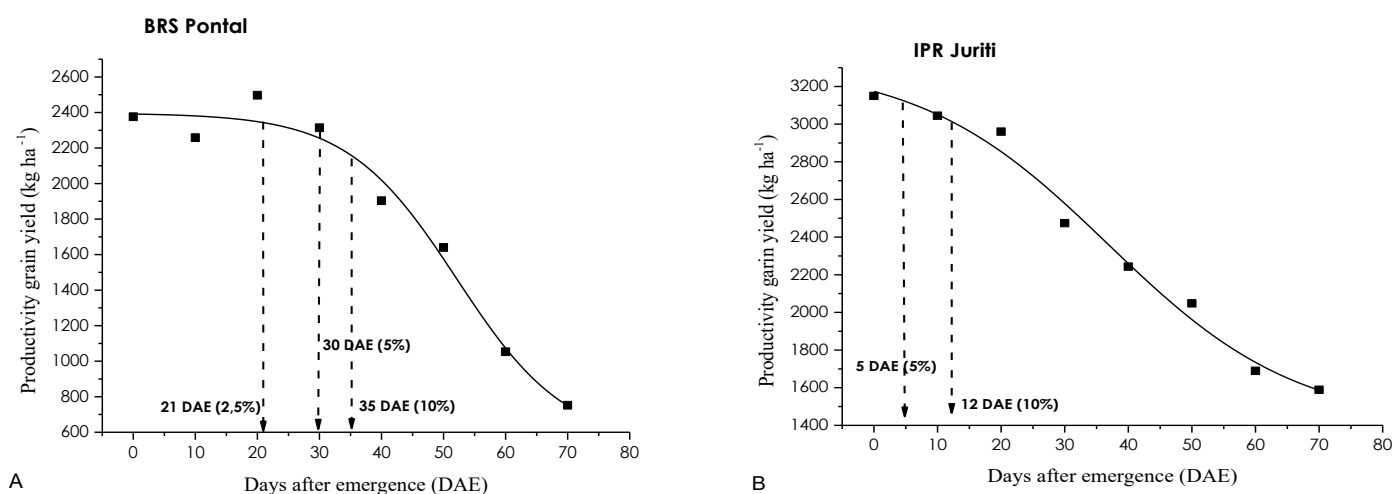 BRS Pontal
2600
2400
2200
2000
1800
1600
1400
1200
1000
800
600
Productivity grain yield (kg ha⁻¹)
30 DAE (5%)
21 DAE (2,5%)
35 DAE (10%)
0 10 20 30 40 50 60 70 80
Days after emergence (DAE)
A
IPR Juriti
3200
3000
2800
2600
2400
2200
2000
1800
1600
1400
Productivity garin yield (kg ha⁻¹)
5 DAE (5%)
12 DAE (10%)
0 10 20 30 40 50 60 70 80
Days after emergence (DAE)
B